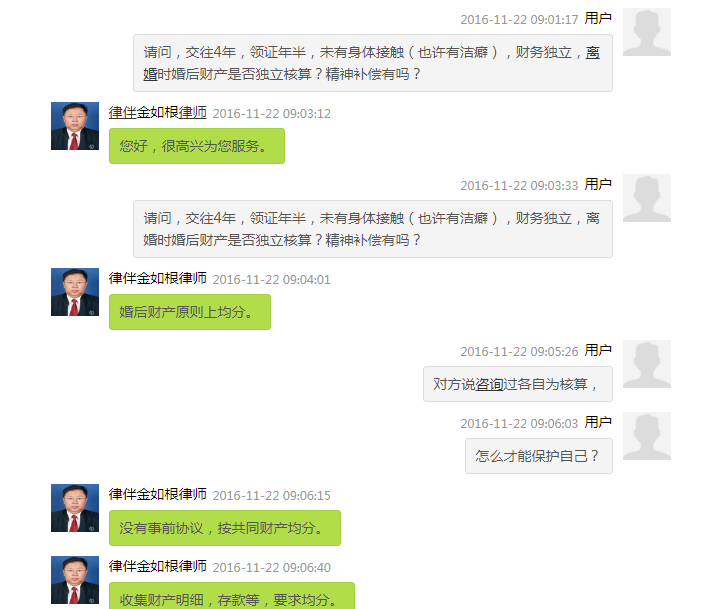 2016-11-22 09:01:17 用户
请问，交往4年，领证年半，未有身体接触（也许有洁癖），财务独立，离
婚时婚后财产是否独立核算？精神补偿有吗？
律伴金如根律师 2016-11-22 09:03:12
您好，很高兴为您服务。
2016-11-22 09:03:33 用户
请问，交往4年，领证年半，未有身体接触（也许有洁癖），财务独立，离
婚时婚后财产是否独立核算？精神补偿有吗？
律伴金如根律师 2016-11-22 09:04:01
婚后财产原则上均分。
2016-11-22 09:05:26 用户
对方说咨询过各自为核算，
2016-11-22 09:06:03 用户
怎么才能保护自己？
律伴金如根律师 2016-11-22 09:06:15
没有事前协议，按共同财产均分。
律伴金如根律师 2016-11-22 09:06:40
收集财产明细，存款等，要求均分。